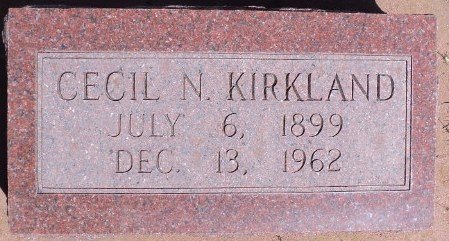 CECIL N. KIRKLAND
JULY 6, 1899
DEC. 13, 1962